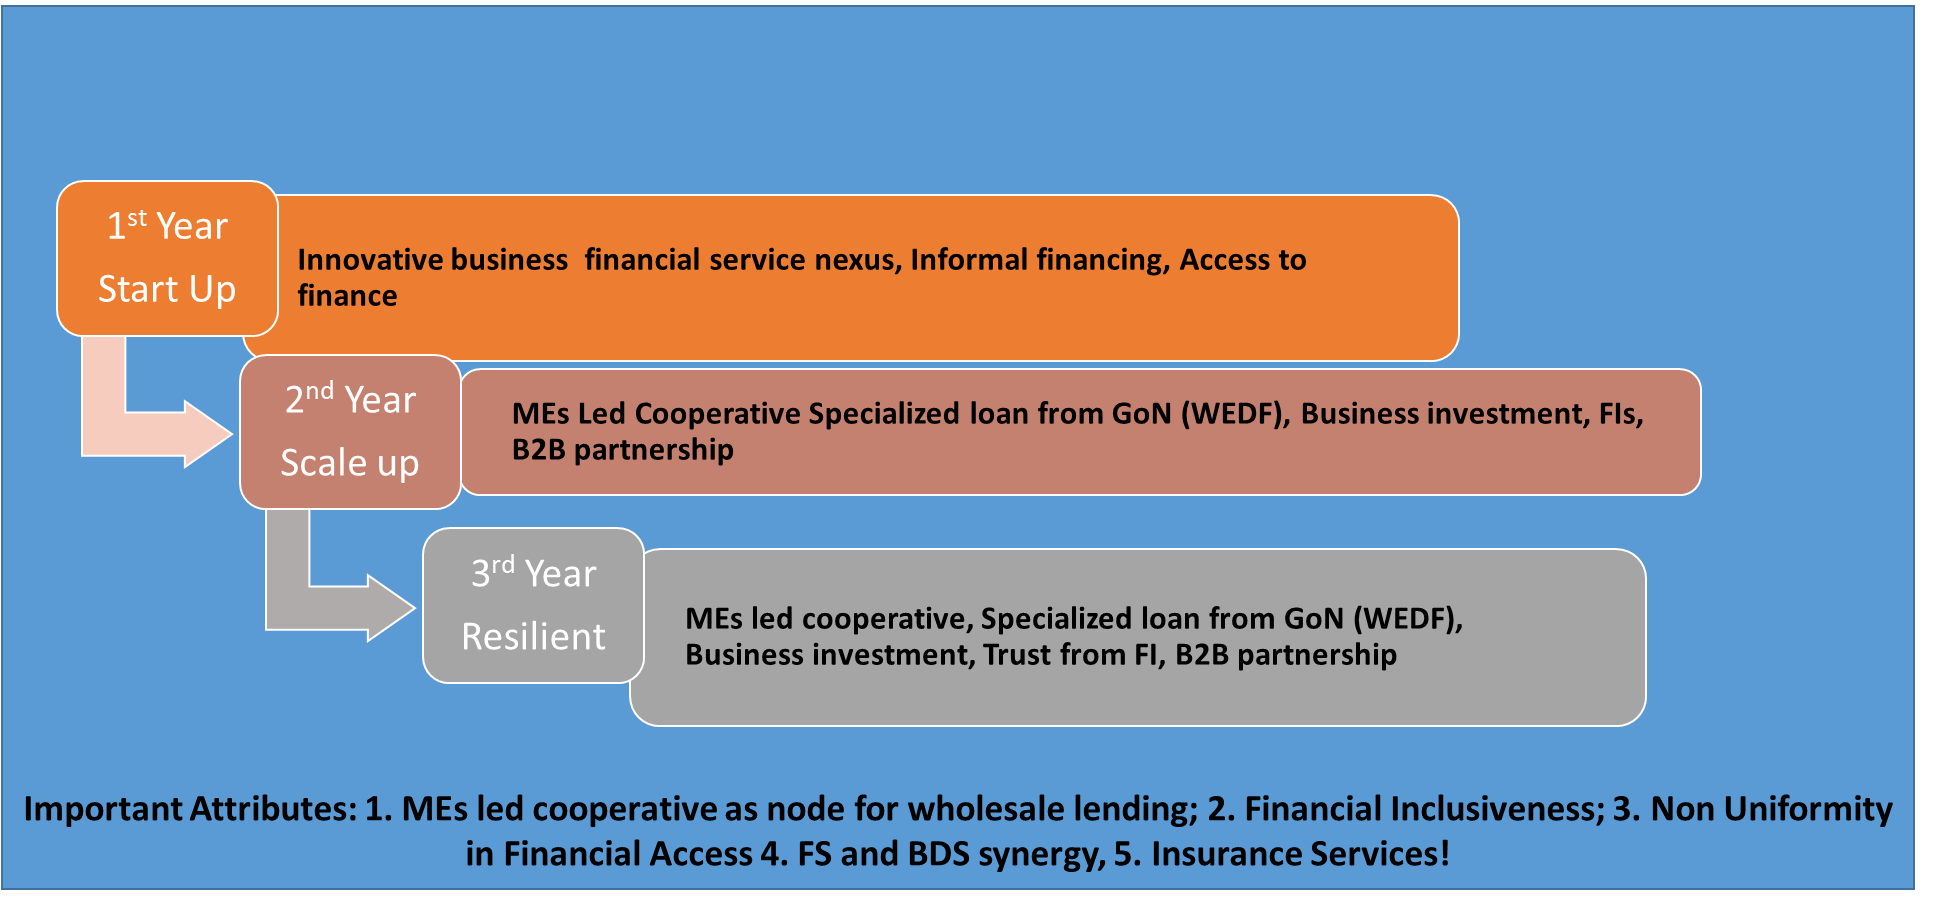 1st Year
Start Up
Innovative business  financial service nexus, Informal financing, Access to
finance
2nd Year
Scale up
MEs Led Cooperative Specialized loan from GoN (WEDF), Business investment, FIs,
B2B partnership
3rd Year
Resilient
MEs led cooperative, Specialized loan from GoN (WEDF),
Business investment, Trust from FI, B2B partnership
Important Attributes: 1. MEs led cooperative as node for wholesale lending; 2. Financial Inclusiveness; 3. Non Uniformity
in Financial Access 4. FS and BDS synergy, 5. Insurance Services!